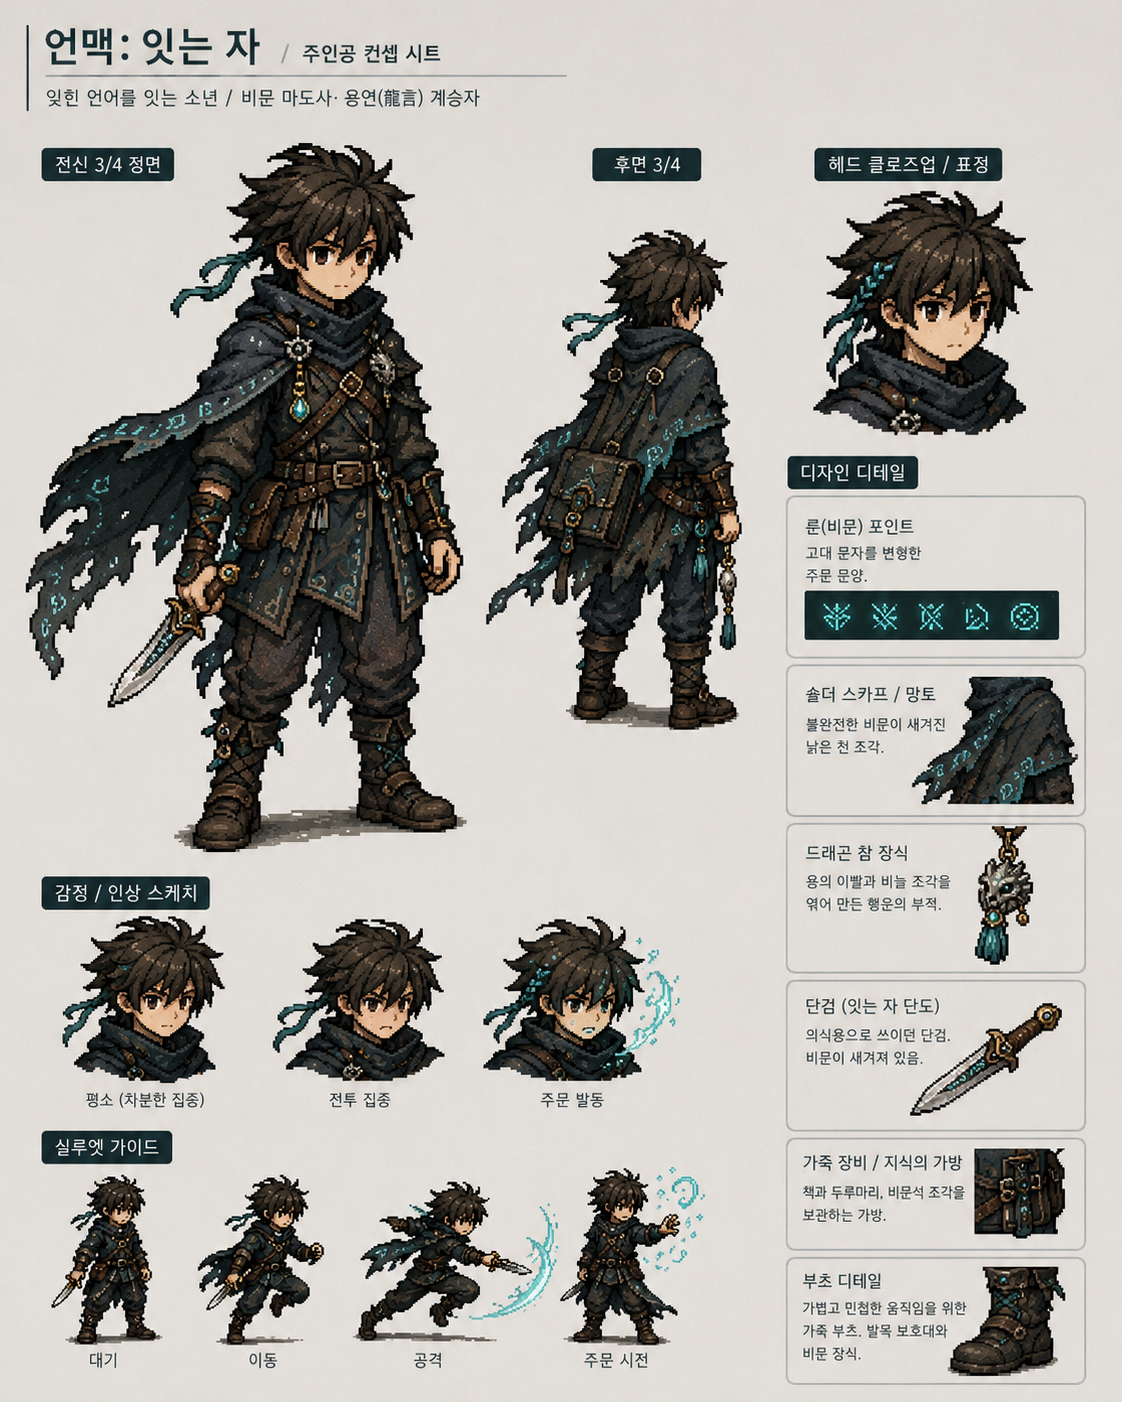 언맥: 잇는 자 / 주인공 컨셉 시트
잊힌 언어를 잇는 소년 / 비문 마도사· 용연(龍言) 계승자
전신 3/4 정면
후면 3/4
헤드 클로즈업 / 표정
디자인 디테일
룬(비문) 포인트
고대 문자를 변형한
주문 문양.
숄더 스카프 / 망토
불완전한 비문이 새겨진
낡은 천 조각.
드래곤 참 장식
용의 이빨과 비늘 조각을
엮어 만든 행운의 부적.
단검 (잇는 자 단도)
의식용으로 쓰이던 단검.
비문이 새겨져 있음.
가죽 장비 / 지식의 가방
책과 두루마리, 비문석 조각을
보관하는 가방.
부츠 디테일
가볍고 민첩한 움직임을 위한
가죽 부츠. 발목 보호대와
비문 장식.
감정 / 인상 스케치
평소 (차분한 집중)
전투 집중
주문 발동
실루엣 가이드
대기
이동
공격
주문 시전